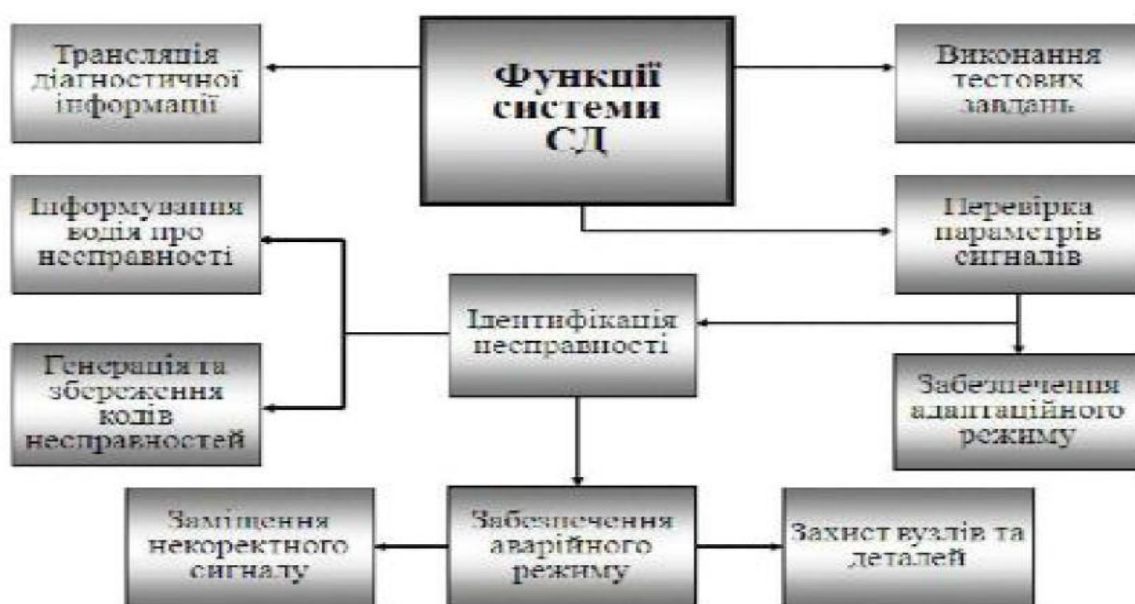 Трансляція
діагностичної
інформації
Функції
системи
СД
Виконання
тестових
завдань
Інформування
водія про
несправності
Перевірка
параметрів
сигналів
Ідентифікація
несправності
Генерація та
збереження
кодів
несправностей
Забезпечення
адаптаційного
режиму
Заміщення
некоректного
сигналу
Забезпечення
аварійного
режиму
Захист вузлів та
деталей